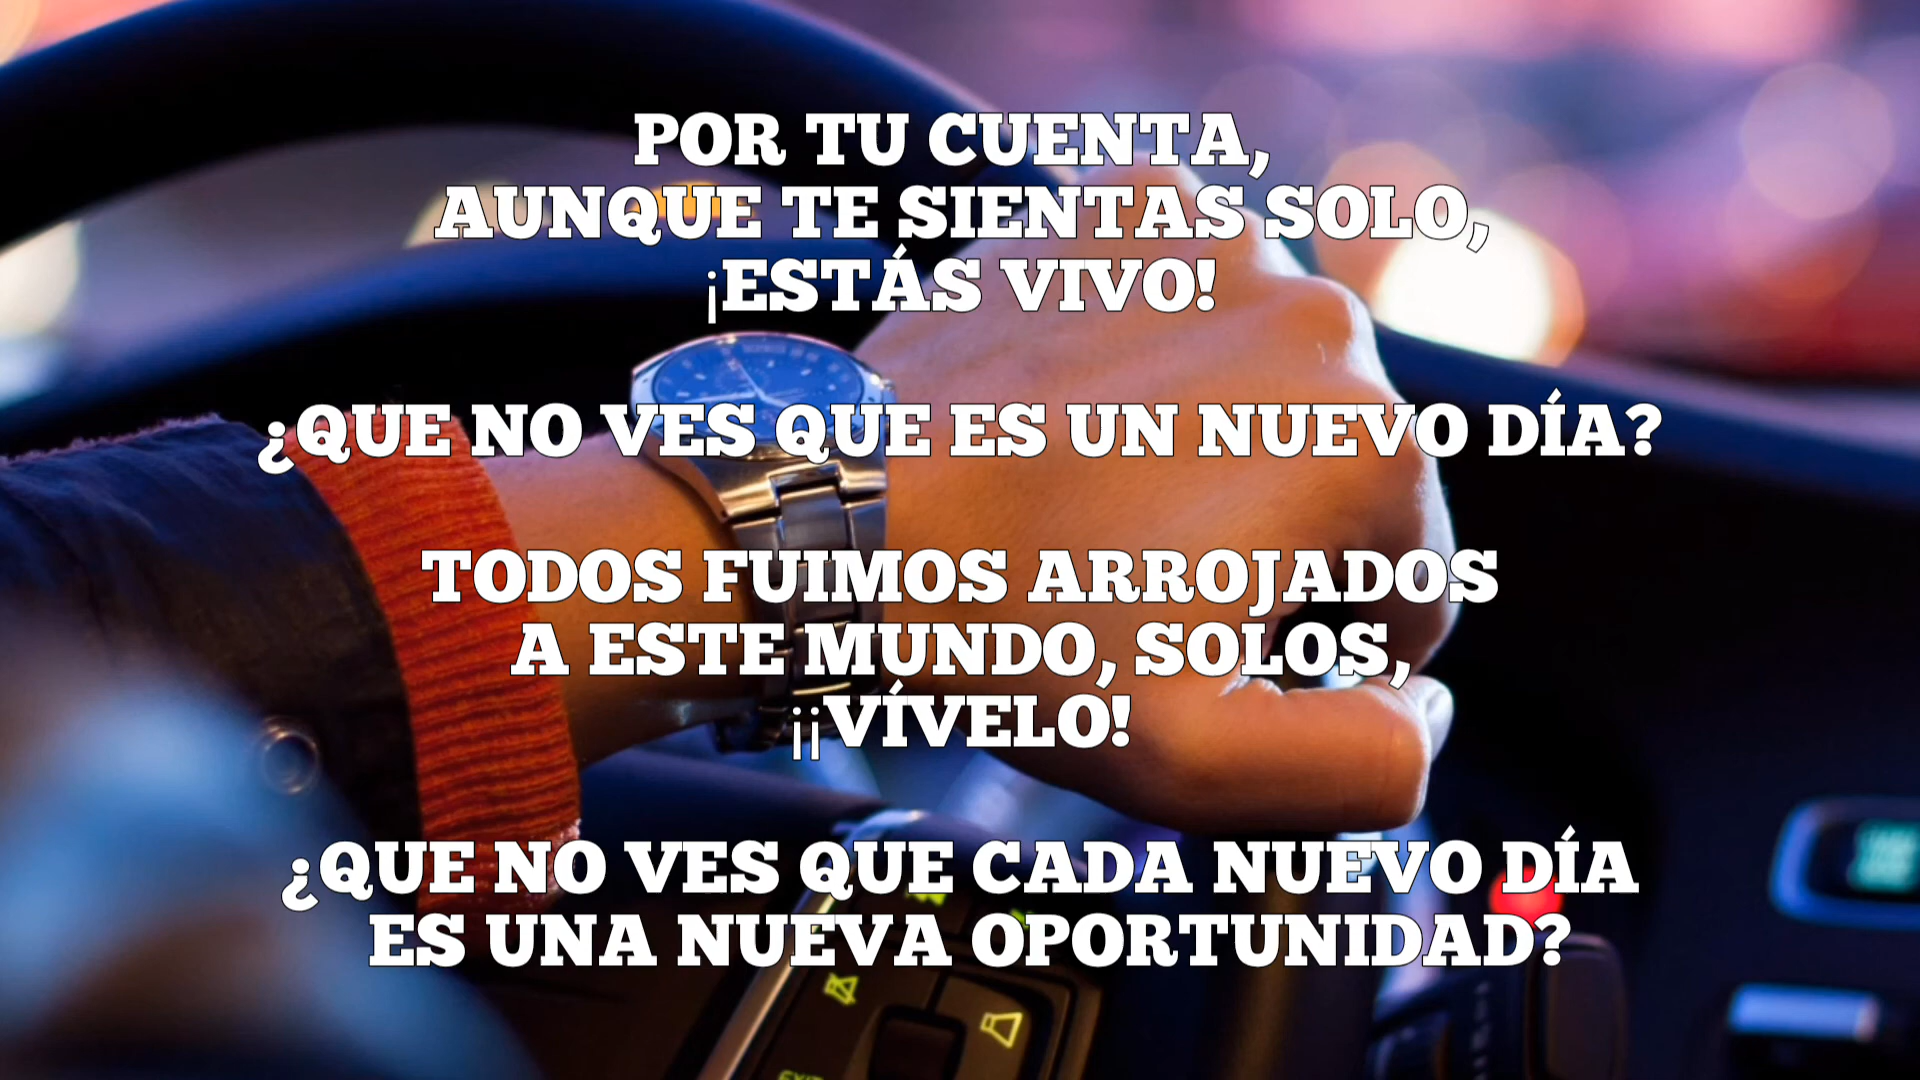 POR TU CUENTA,
AUNQUE TE SIENTAS SOLO,
¡ESTÁS VIVO!
¿QUE NO VES QUE ES UN NUEVO DÍA?
TODOS FUIMOS ARROJADOS
A ESTE MUNDO, SOLOS,
¡¡VÍVELO!
¿QUE NO VES QUE CADA NUEVO DÍA
ES UNA NUEVA OPORTUNIDAD?